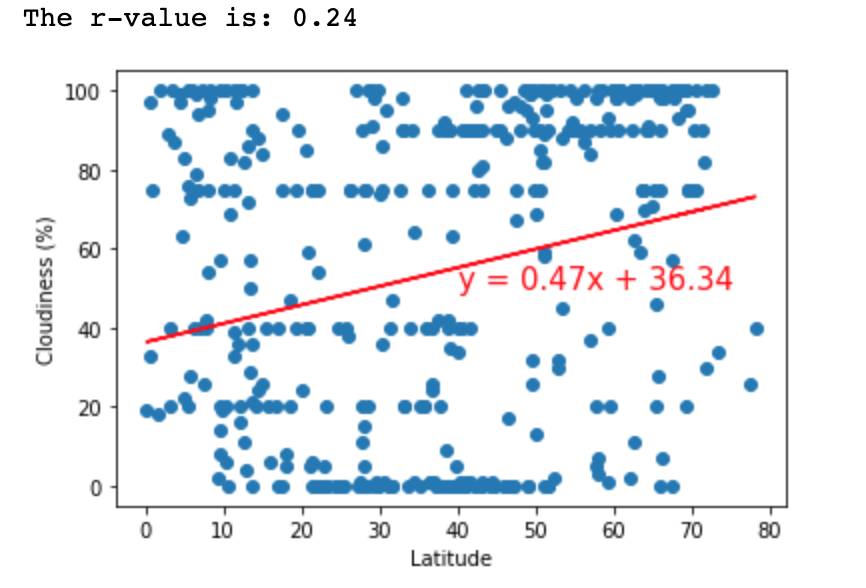 The r-value is: 0.24
100
80
60
40
20
0
Cloudiness (%)
y = 0.47x + 36.34
0 10 20 30 40 50 60 70 80
Latitude